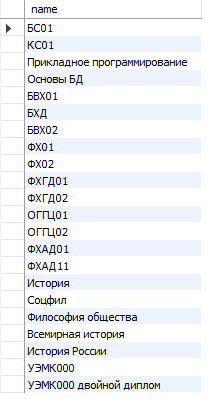 name
БС01
КС01
Прикладное программирование
Основы БД
БВХ01
БХД
БВХ02
ФХ01
ФХ02
ФХГД01
ФХГД02
ОГГЦ01
ОГГЦ02
ФХАД01
ФХАД11
История
Соцфил
Философия общества
Всемирная история
История России
УЭМК000
УЭМК000 двойной диплом